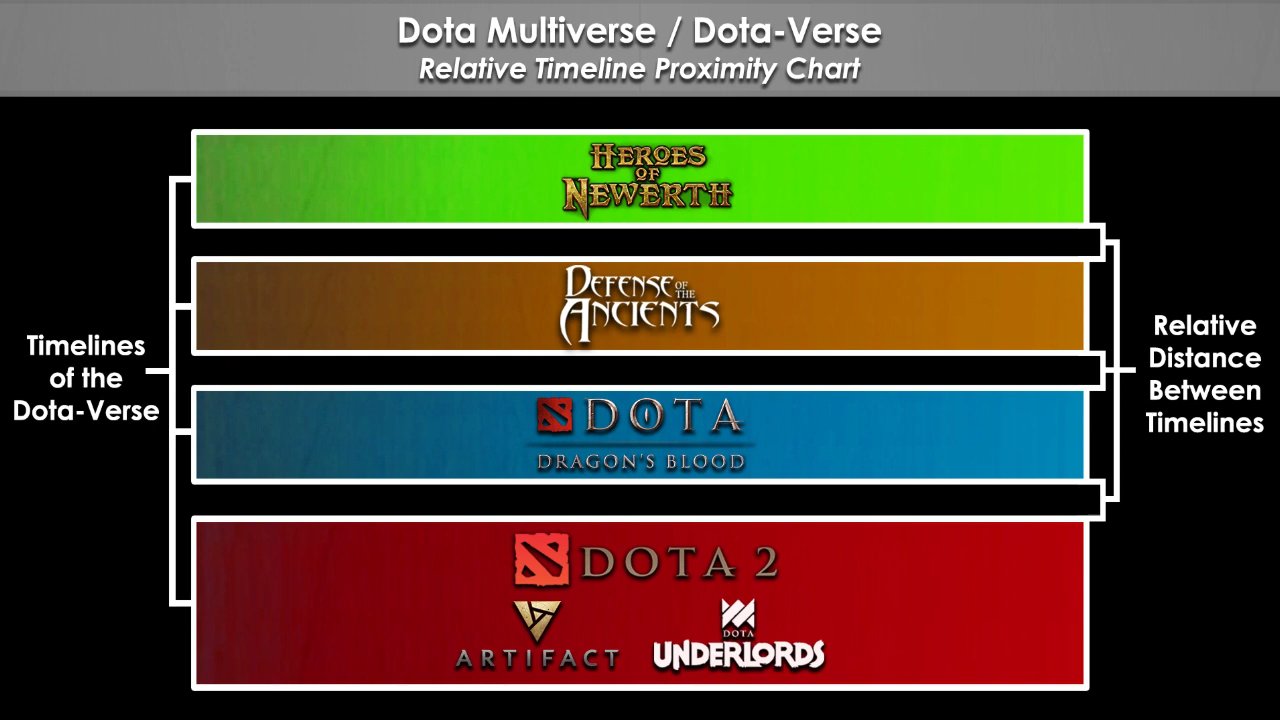 Dota Multiverse / Dota-Verse
Relative Timeline Proximity Chart
HEROES
OF
NEWERTH
DEFENSE OF THE
ANCIENTS
Timelines
of the
Dota-Verse
Relative
Distance
Between
Timelines
DOTA
DRAGON'S BLOOD
DOTA 2
ARTIFACT
DOTA
UNDERLORDS